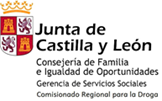 Junta de
Castilla y León
Consejería de Familia
e Igualdad de Oportunidades
Gerencia de Servicios Sociales
Comisionado Regional para la Droga